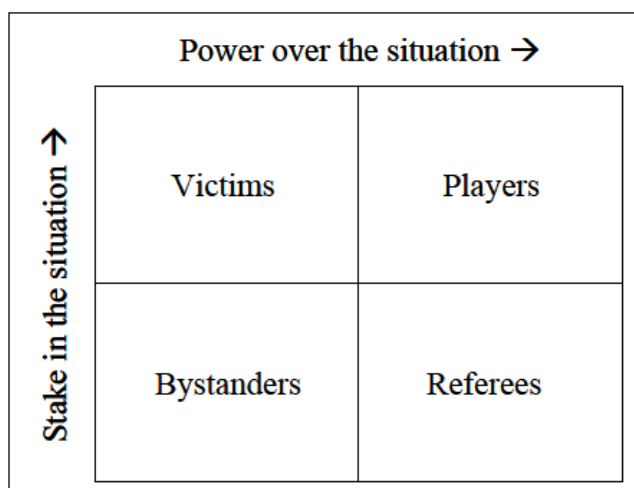 Power over the situation →
Stake in the situation →
Victims
Players
Bystanders
Referees